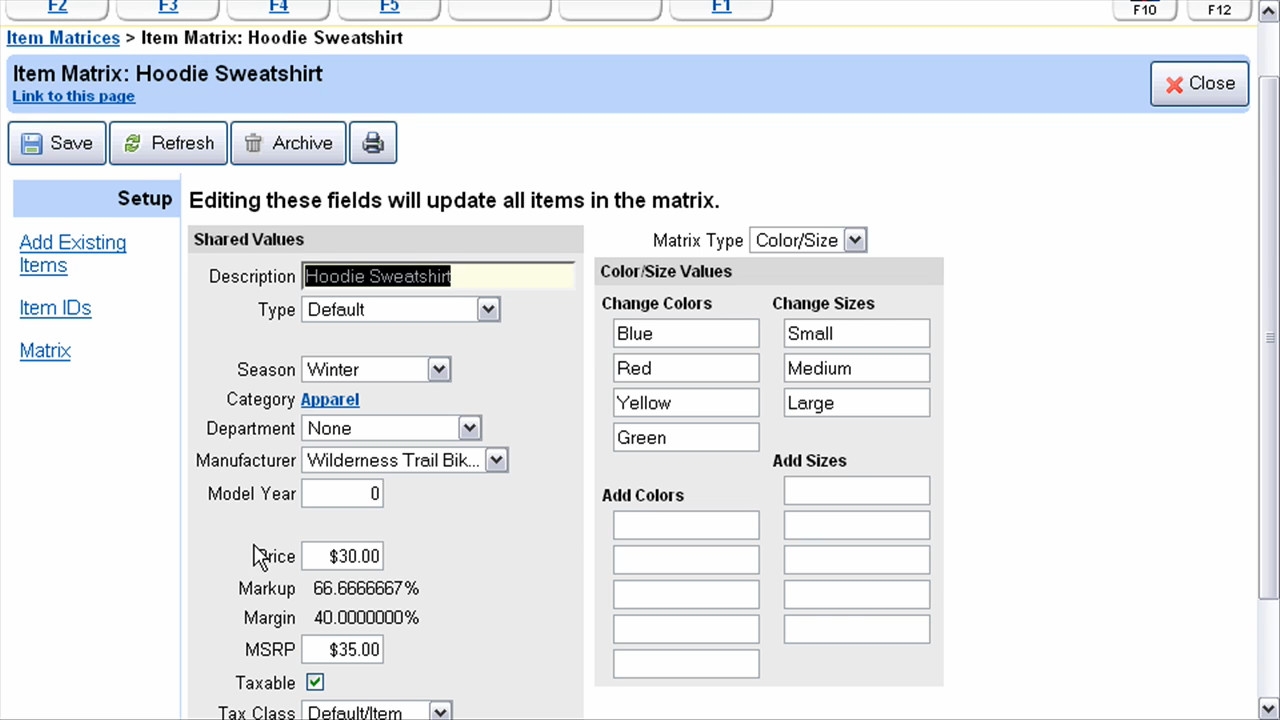 F2 F3 F4 F5 F1 F10 F12
Item Matrices > Item Matrix: Hoodie Sweatshirt
Item Matrix: Hoodie Sweatshirt
Link to this page
Close
Save Refresh Archive
Setup
Add Existing
Items
Item IDs
Matrix
Editing these fields will update all items in the matrix.
Shared Values
Description Hoodie Sweatshirt
Type Default
Season Winter
Category Apparel
Department None
Manufacturer Wilderness Trail Bik...
Model Year 0
Price $30.00
Markup 66.6666667%
Margin 40.0000000%
MSRP $35.00
Taxable
Tax Class Default/Item
Matrix Type Color/Size
Color/Size Values
Change Colors
Blue
Red
Yellow
Green
Add Colors
Change Sizes
Small
Medium
Large
Add Sizes